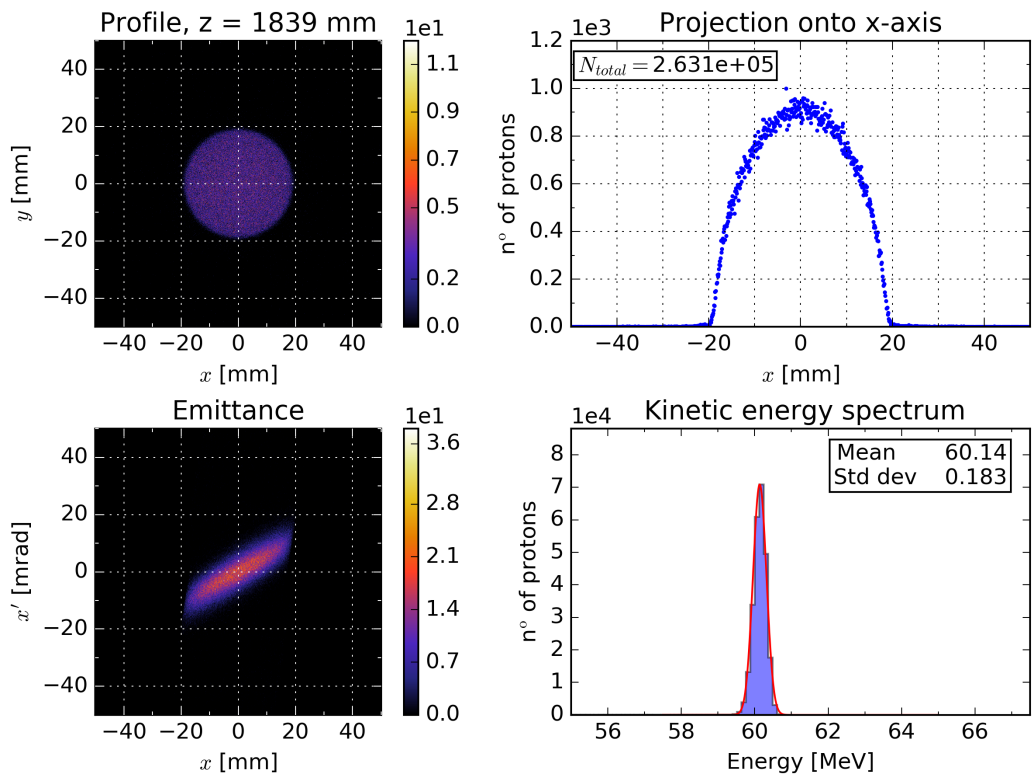 Profile, z = 1839 mm
1e1
40
20
0
−20
−40
y [mm]
−40 −20 0 20 40
x [mm]
1.1
0.9
0.7
0.5
0.2
0.0
Projection onto x-axis
1e3
N_total = 2.631e+05
1.2
1.0
0.8
0.6
0.4
0.2
0.0
nº of protons
−40 −20 0 20 40
x [mm]
Emittance
1e1
40
20
0
−20
−40
x′ [mrad]
−40 −20 0 20 40
x [mm]
3.6
2.8
2.1
1.4
0.7
0.0
Kinetic energy spectrum
1e4
Mean 60.14
Std dev 0.183
8
7
6
5
4
3
2
1
0
nº of protons
56 58 60 62 64 66
Energy [MeV]